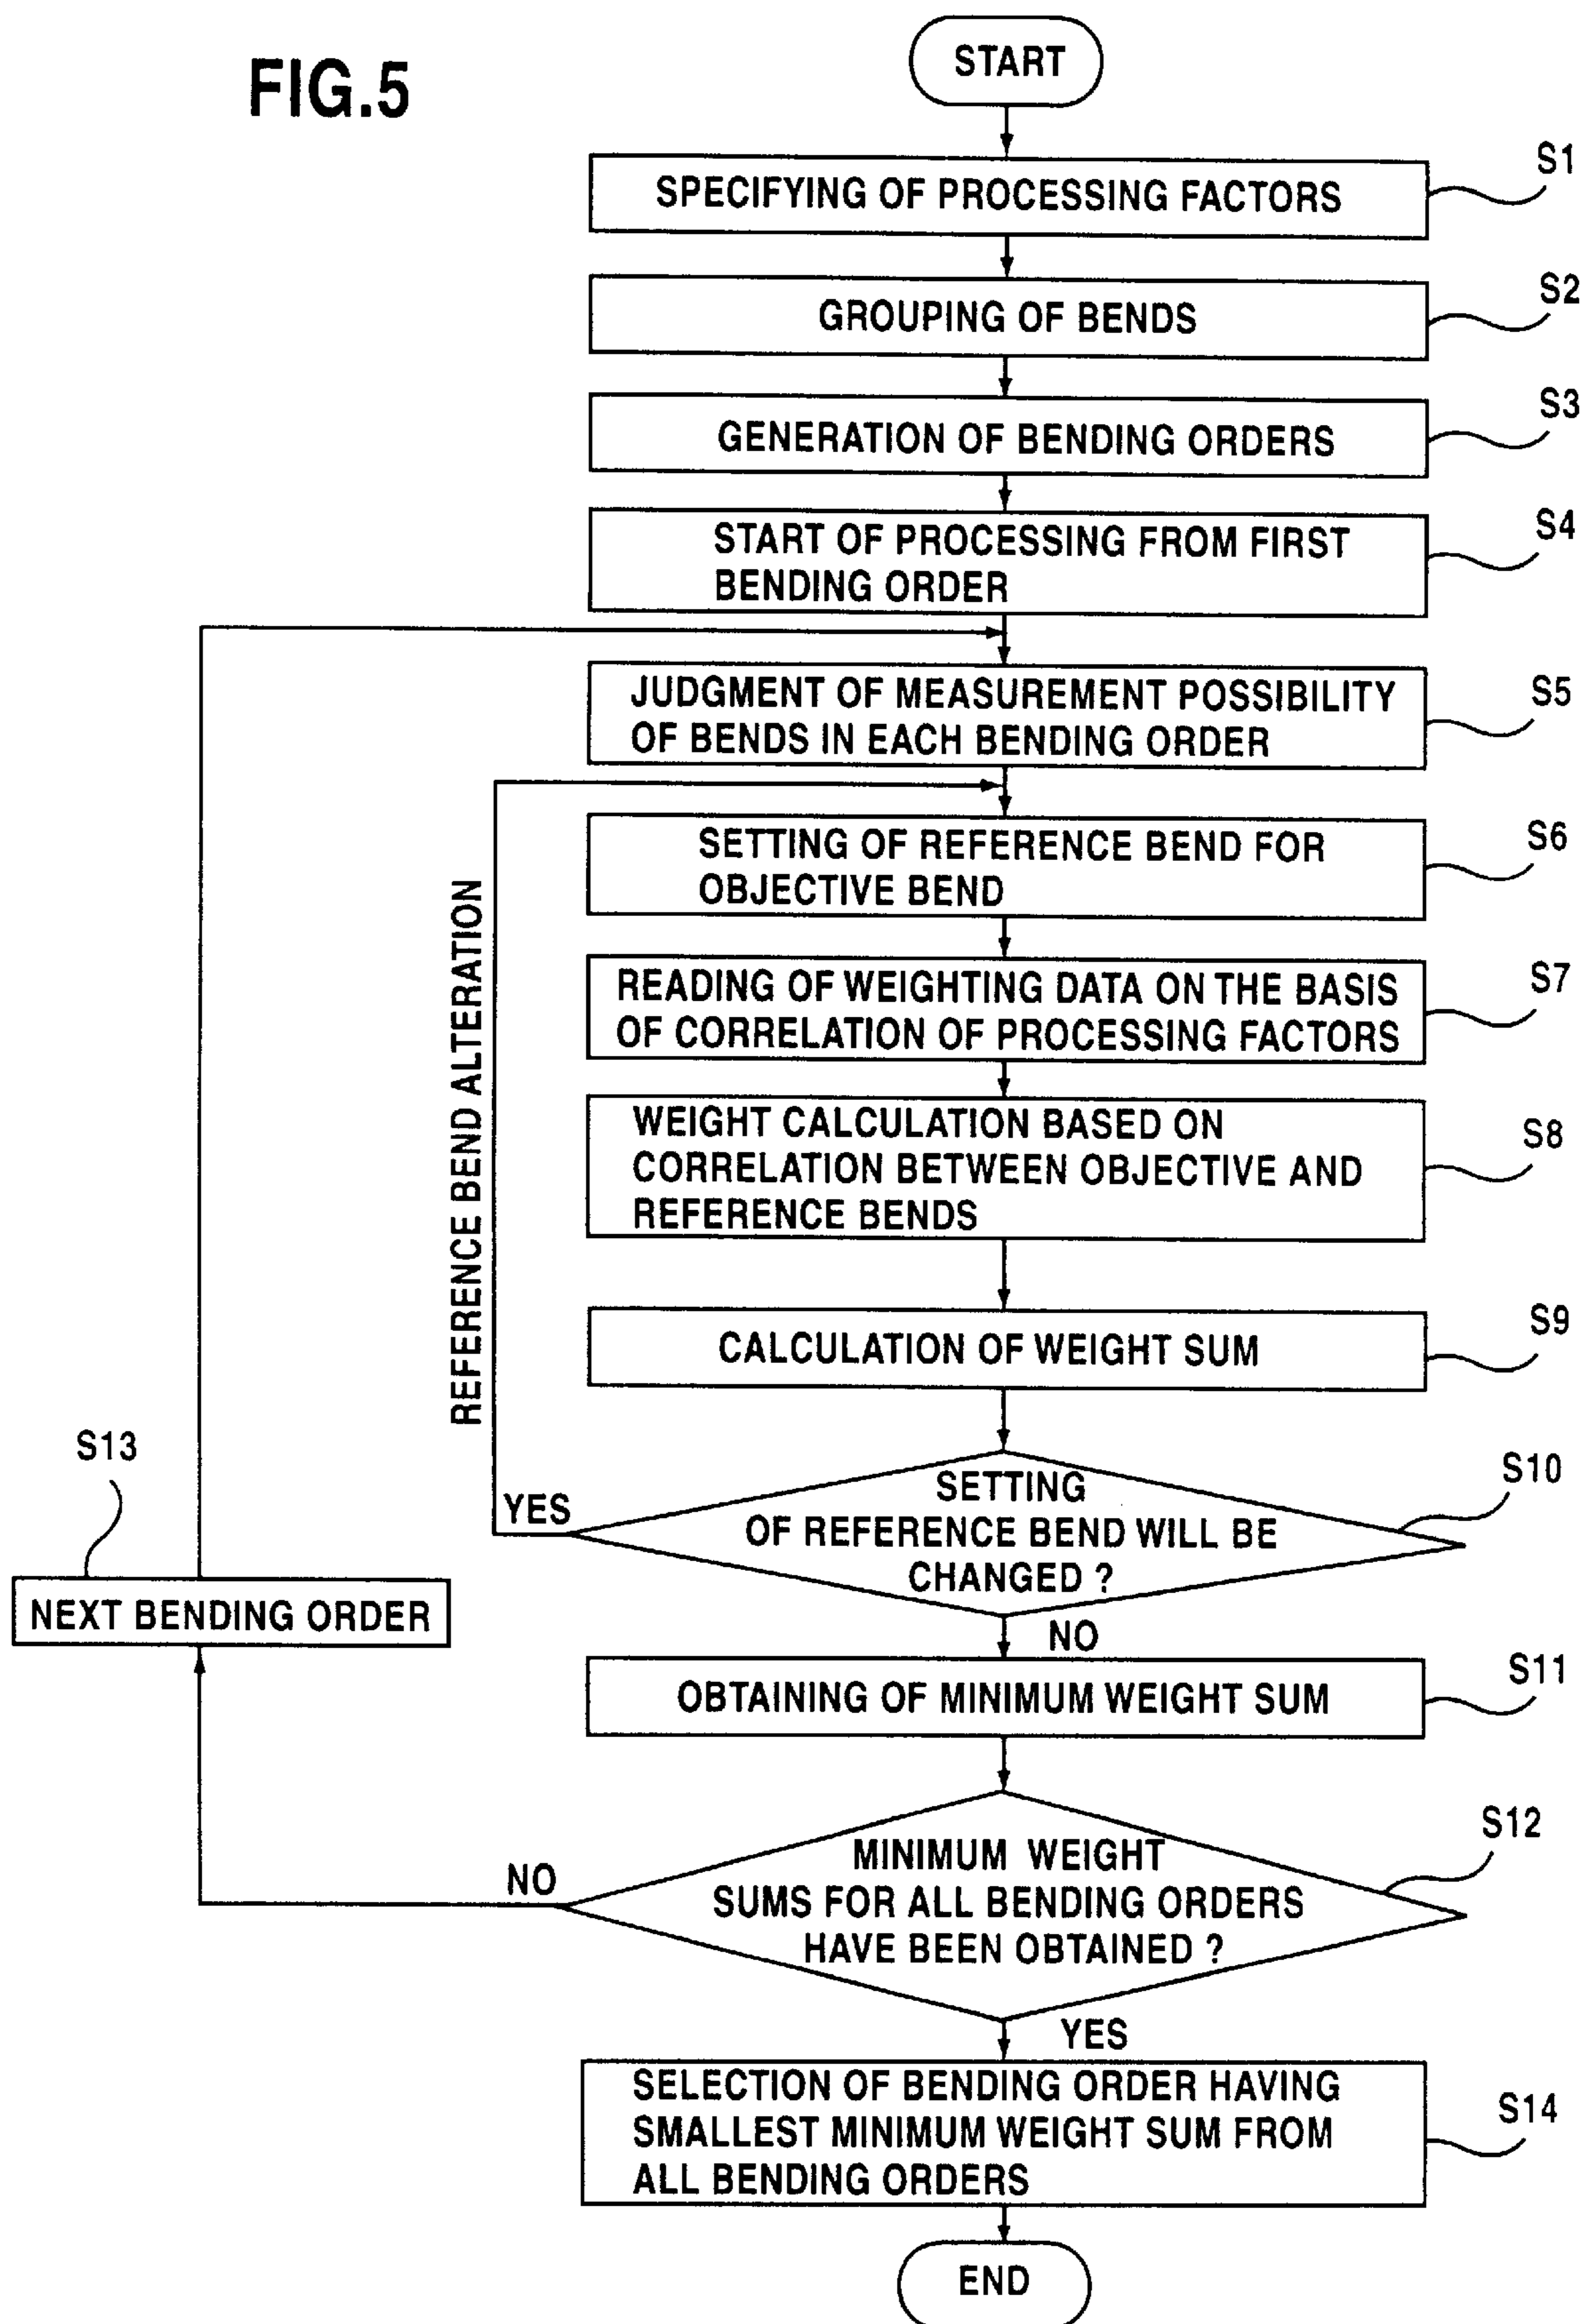 FIG.5
START
SPECIFYING OF PROCESSING FACTORS
S1
GROUPING OF BENDS
S2
GENERATION OF BENDING ORDERS
S3
START OF PROCESSING FROM FIRST
BENDING ORDER
S4
JUDGMENT OF MEASUREMENT POSSIBILITY
OF BENDS IN EACH BENDING ORDER
S5
SETTING OF REFERENCE BEND FOR
OBJECTIVE BEND
S6
READING OF WEIGHTING DATA ON THE BASIS
OF CORRELATION OF PROCESSING FACTORS
S7
WEIGHT CALCULATION BASED ON
CORRELATION BETWEEN OBJECTIVE AND
REFERENCE BENDS
S8
CALCULATION OF WEIGHT SUM
S9
REFERENCE BEND ALTERATION
SETTING
OF REFERENCE BEND WILL BE
CHANGED ?
S10
YES
NO
S13
NEXT BENDING ORDER
OBTAINING OF MINIMUM WEIGHT SUM
S11
MINIMUM WEIGHT
SUMS FOR ALL BENDING ORDERS
HAVE BEEN OBTAINED ?
S12
NO
YES
SELECTION OF BENDING ORDER HAVING
SMALLEST MINIMUM WEIGHT SUM FROM
ALL BENDING ORDERS
S14
END